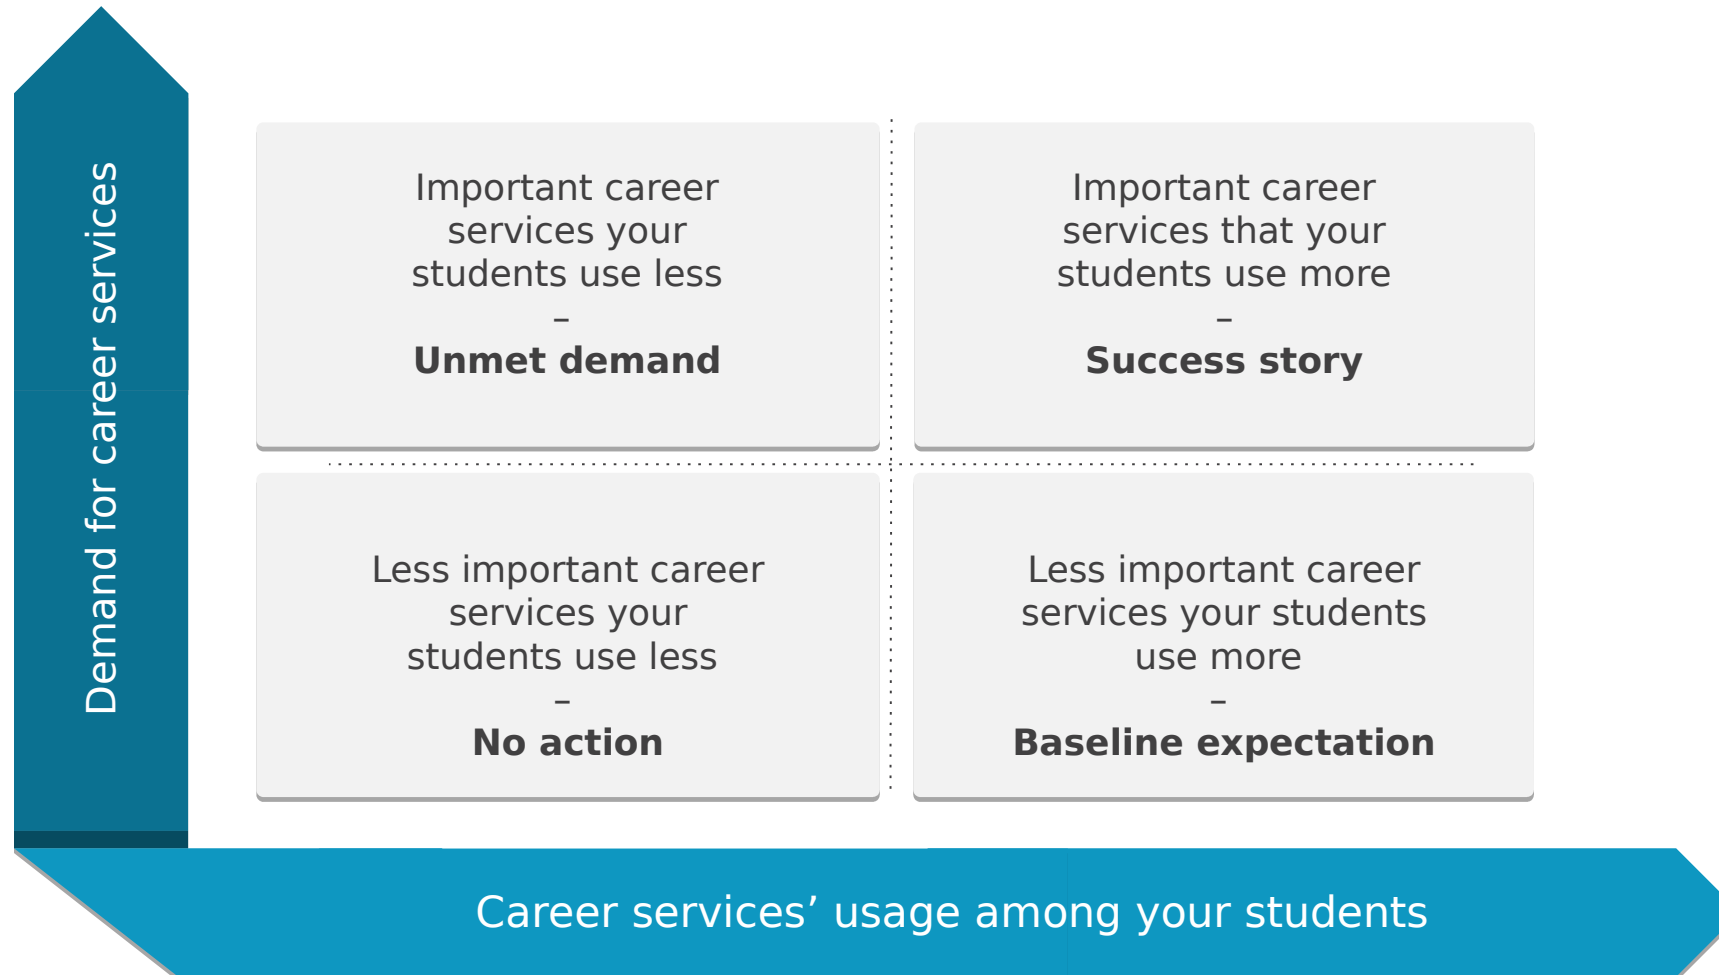 Demand for career services
Important career
services your
students use less
–
Unmet demand
Important career
services that your
students use more
–
Success story
Less important career
services your
students use less
–
No action
Less important career
services your students
use more
–
Baseline expectation
Career services’ usage among your students